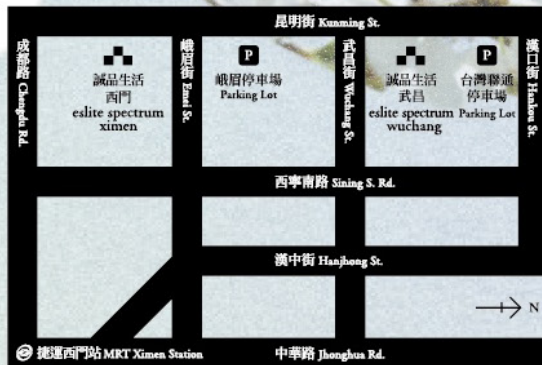 昆明街 Kunming St.
成都路 Chengdu Rd.
誠品生活
西門
eslite spectrum
ximen
峨眉街 Emei St.
P
峨眉停車場
Parking Lot
武昌街 Wuchang St.
誠品生活
武昌
eslite spectrum
wuchang
P
台灣聯通
停車場
Parking Lot
漢口街 Hankou St.
西寧南路 Sining S. Rd.
漢中街 Hanjhong St.
N
捷運西門站 MRT Ximen Station
中華路 Jhonghua Rd.